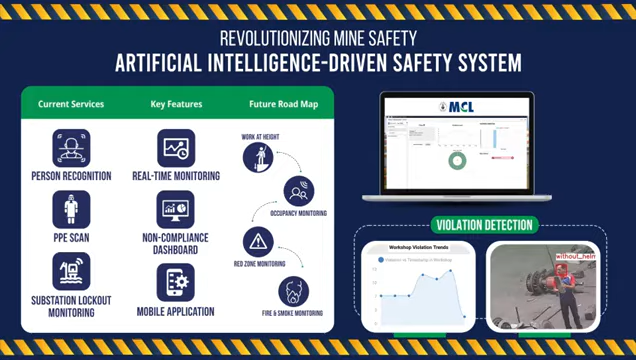 REVOLUTIONIZING MINE SAFETY
ARTIFICIAL INTELLIGENCE-DRIVEN SAFETY SYSTEM
Current Services
Key Features
Future Road Map
PERSON RECOGNITION
PPE SCAN
SUBSTATION LOCKOUT
MONITORING
REAL-TIME MONITORING
NON-COMPLIANCE
DASHBOARD
MOBILE APPLICATION
WORK AT HEIGHT
OCCUPANCY MONITORING
RED ZONE MONITORING
FIRE & SMOKE MONITORING
MCL
VIOLATION DETECTION
Workshop Violation Trends
without_helm